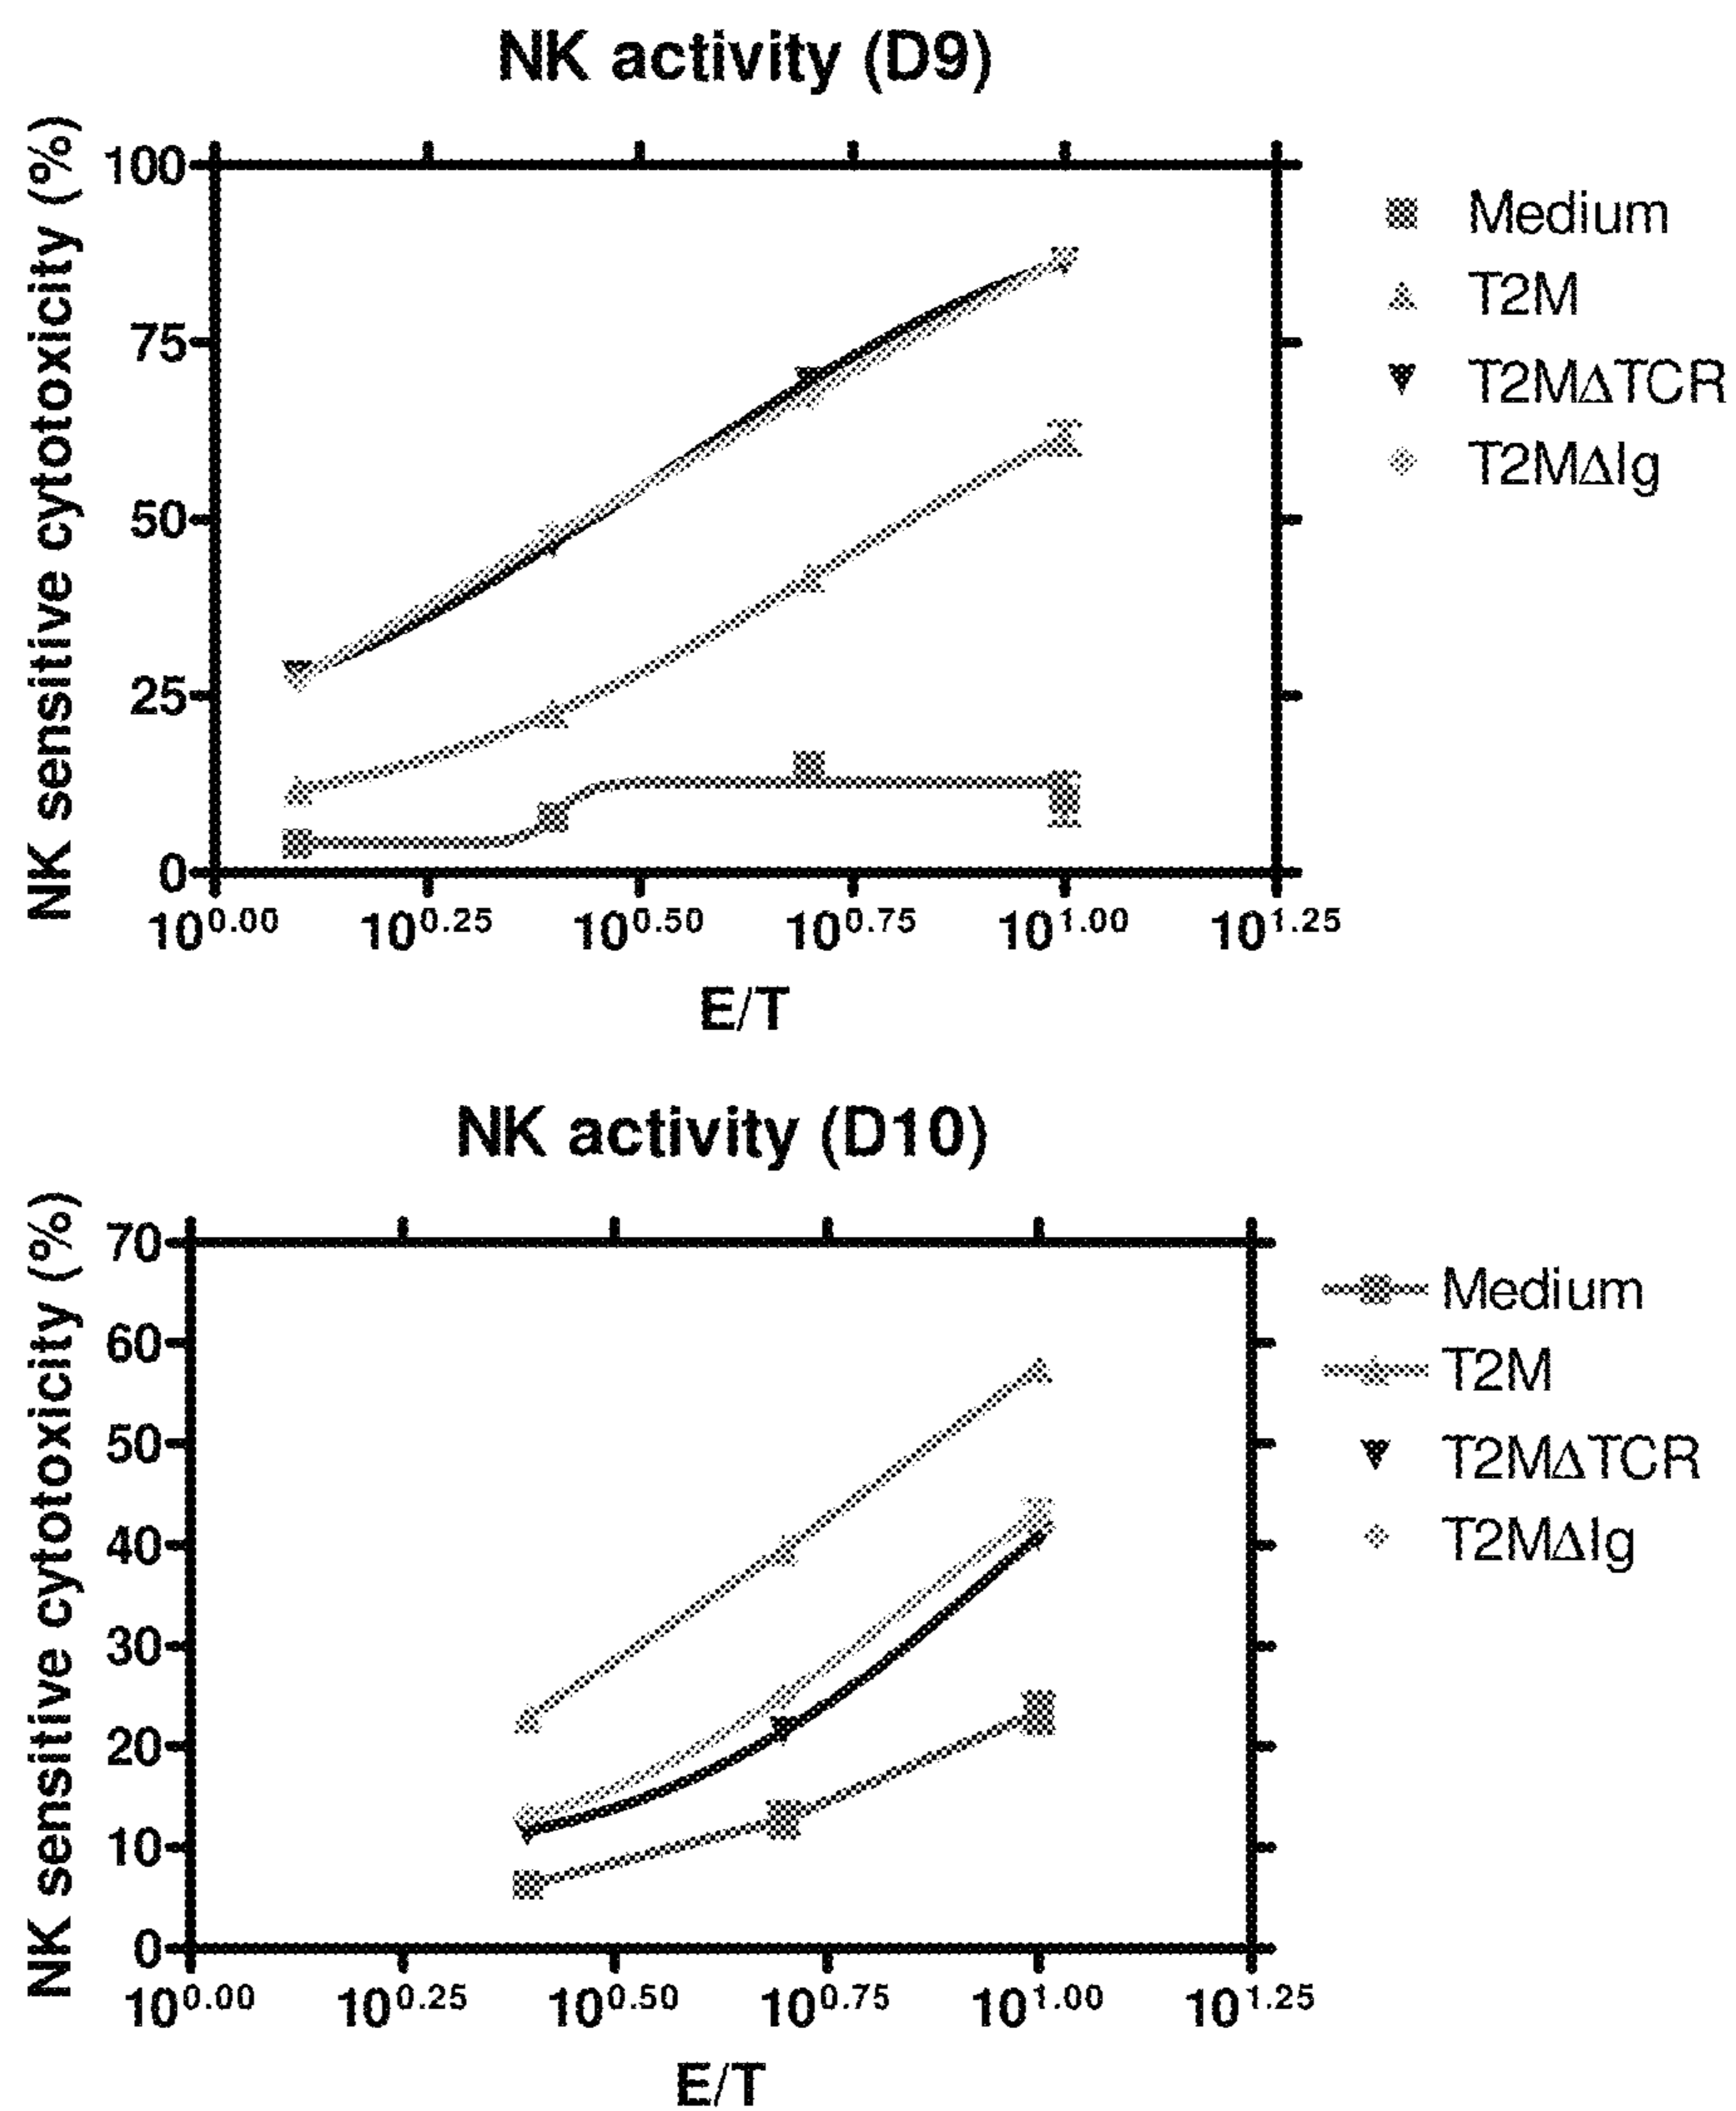 NK activity (D9)
NK sensitive cytotoxicity (%)
100
75
50
25
0
10^0.00 10^0.25 10^0.50 10^0.75 10^1.00 10^1.25
E/T
Medium
T2M
T2MΔTCR
T2MΔIg
NK activity (D10)
NK sensitive cytotoxicity (%)
70
60
50
40
30
20
10
0
10^0.00 10^0.25 10^0.50 10^0.75 10^1.00 10^1.25
E/T
Medium
T2M
T2MΔTCR
T2MΔIg